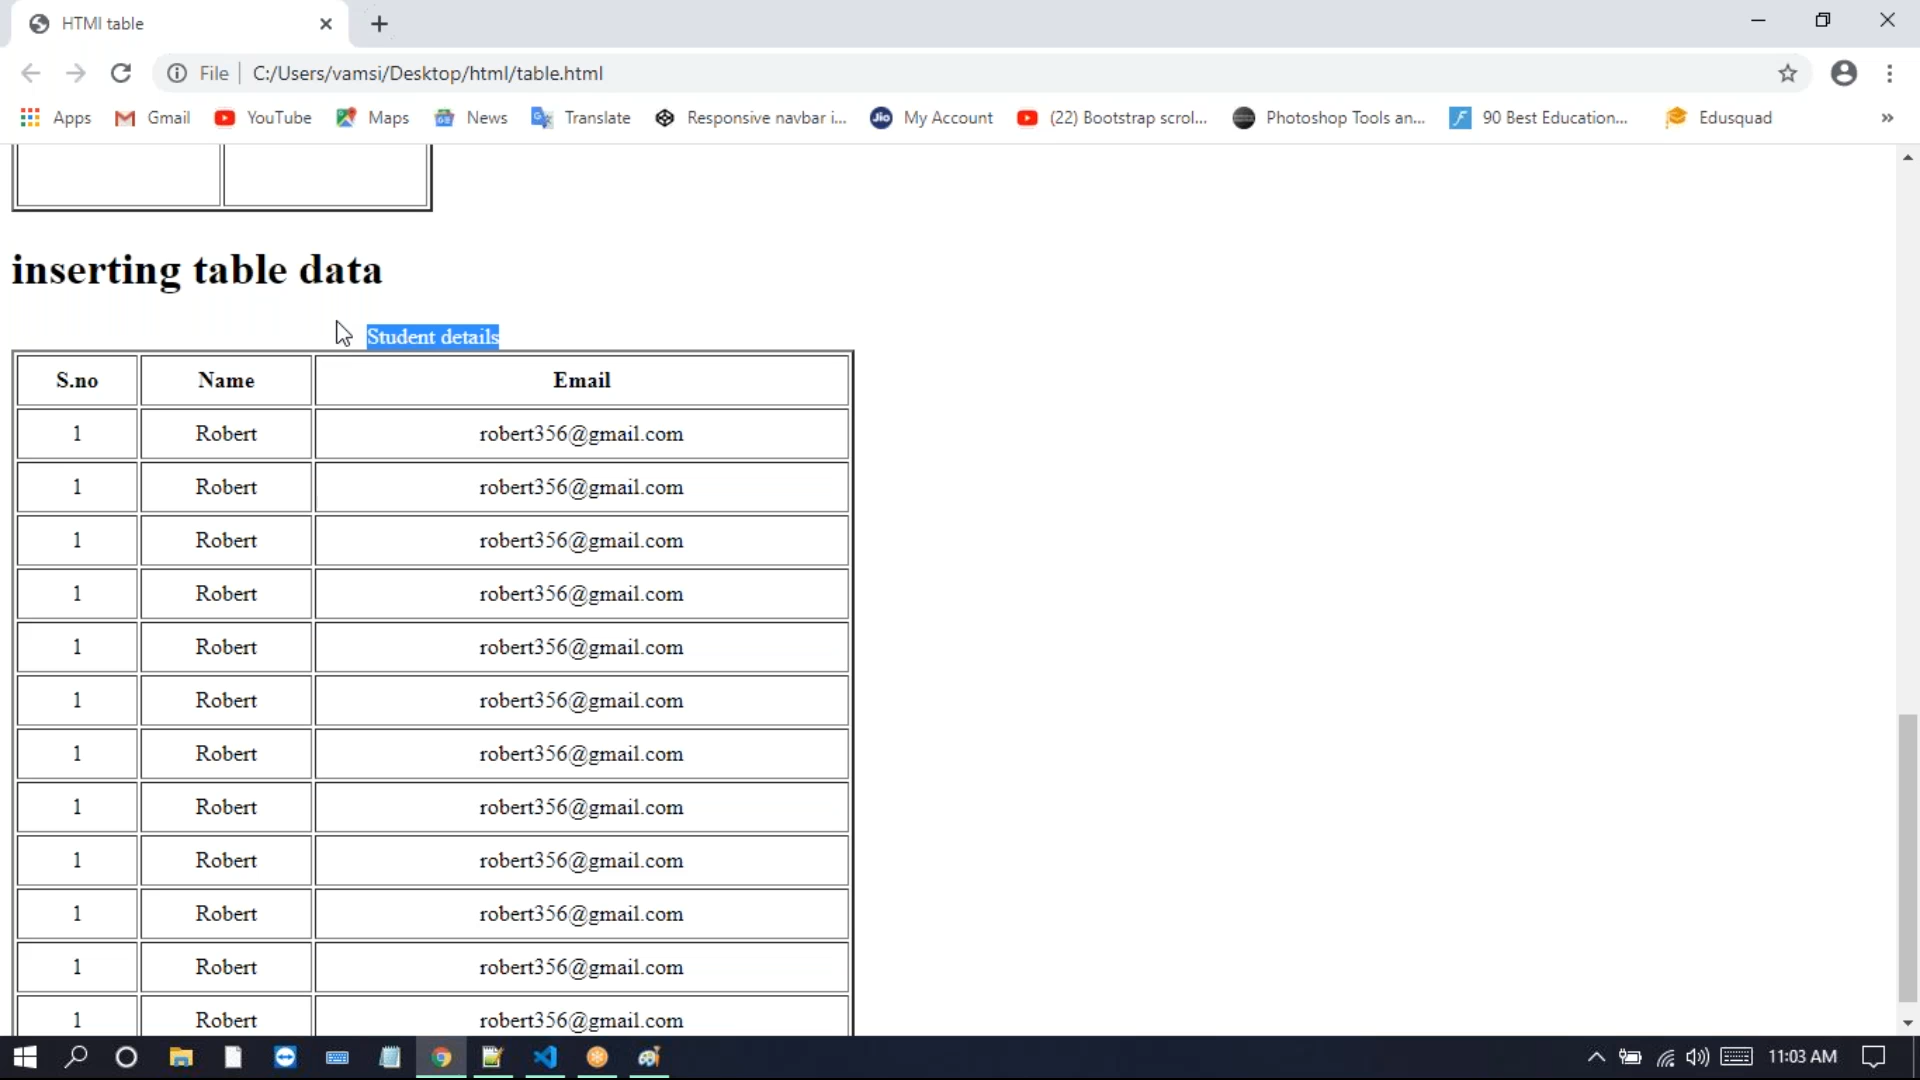 HTMl table
File C:/Users/vamsi/Desktop/html/table.html
Apps Gmail YouTube Maps News Translate Responsive navbar i... My Account (22) Bootstrap scrol... Photoshop Tools an... 90 Best Education... Edusquad »
inserting table data
Student details
S.no Name Email
1 Robert robert356@gmail.com
1 Robert robert356@gmail.com
1 Robert robert356@gmail.com
1 Robert robert356@gmail.com
1 Robert robert356@gmail.com
1 Robert robert356@gmail.com
1 Robert robert356@gmail.com
1 Robert robert356@gmail.com
1 Robert robert356@gmail.com
1 Robert robert356@gmail.com
1 Robert robert356@gmail.com
1 Robert robert356@gmail.com
11:03 AM